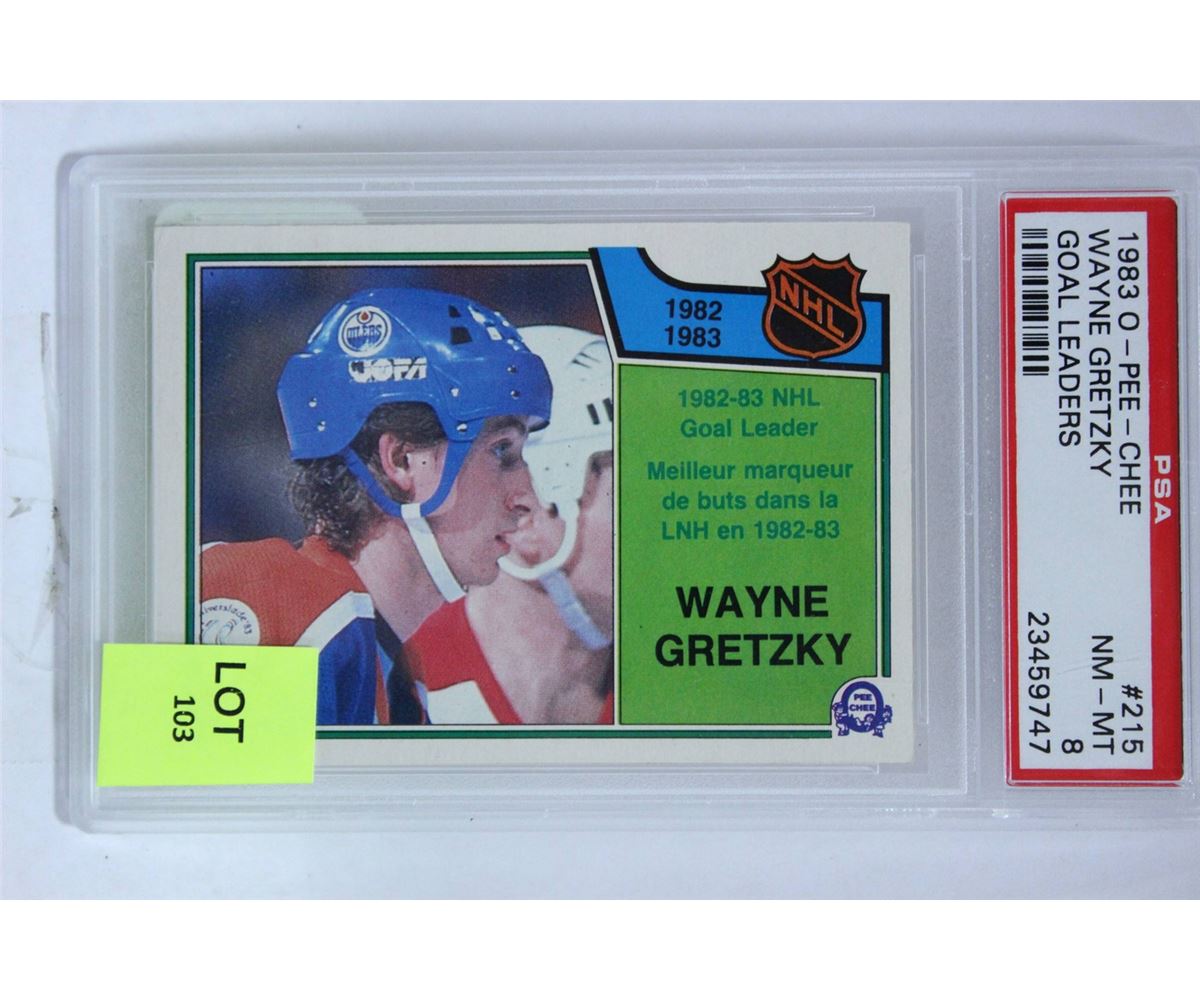 OILERS
JOFA
1982
1983
NHL
1982-83 NHL
Goal Leader
Meilleur marqueur
de buts dans la
LNH en 1982-83
WAYNE
GRETZKY
PEE
CHEE
LOT
103
PSA
1983 O-PEE-CHEE #215
WAYNE GRETZKY NM-MT
GOAL LEADERS 8
23459747